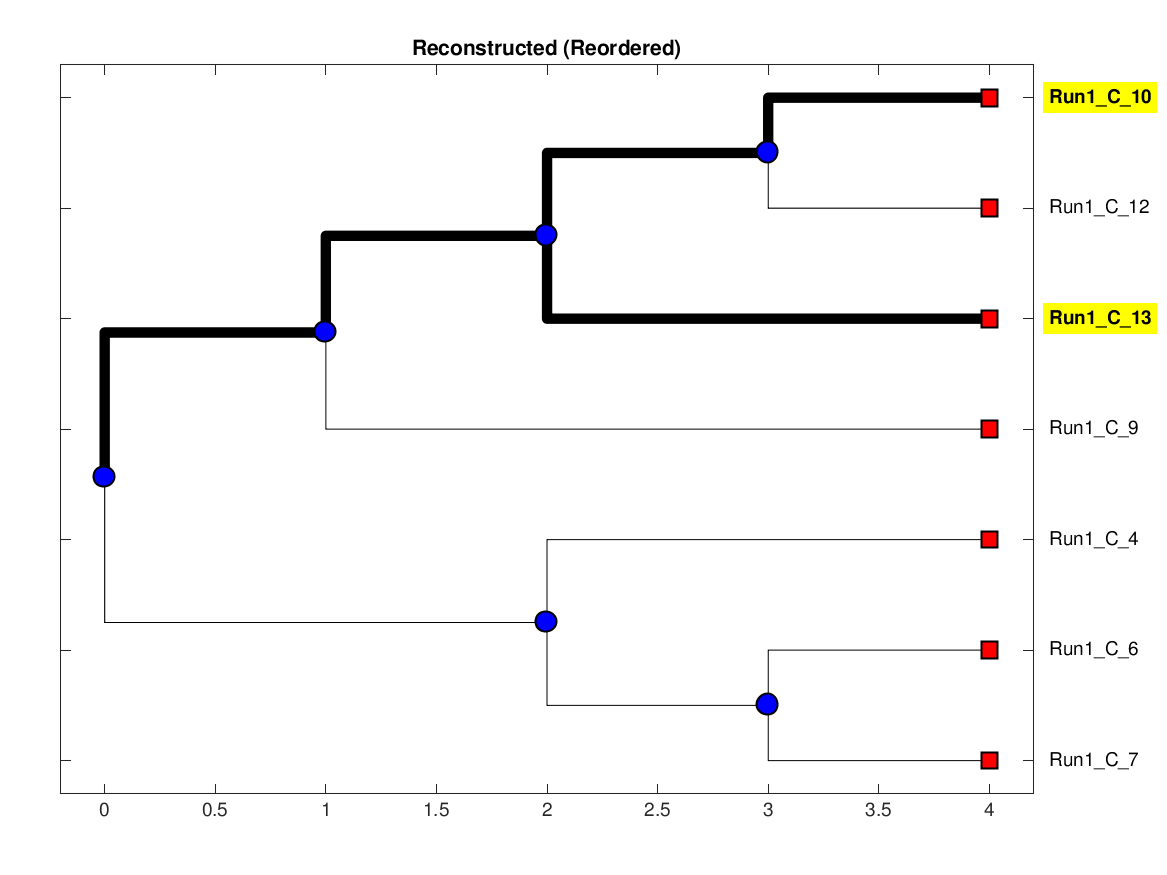 Reconstructed (Reordered)
Run1_C_10
Run1_C_12
Run1_C_13
Run1_C_9
Run1_C_4
Run1_C_6
Run1_C_7
0 0.5 1 1.5 2 2.5 3 3.5 4